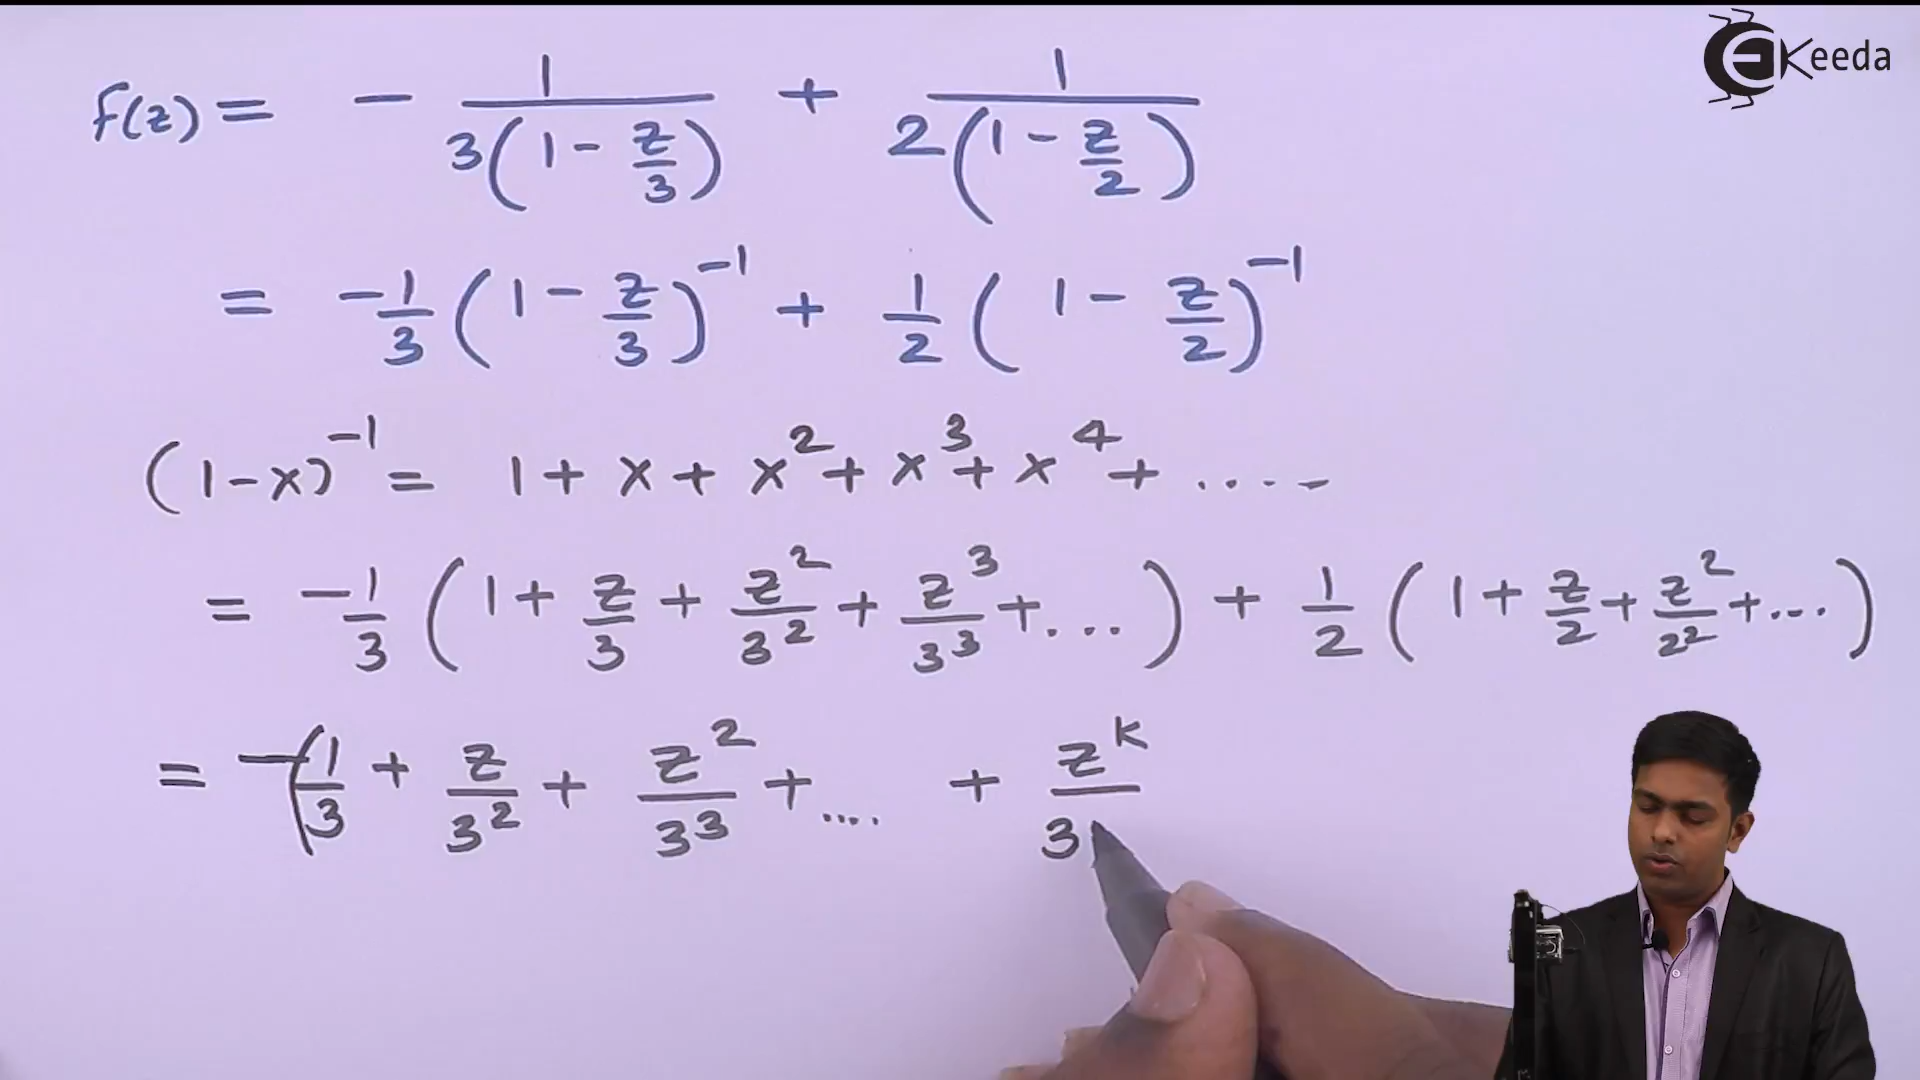 EKeeda
F(z) = - 1/(3(1 - z/3)) + 1/(2(1 - z/2))
= -1/3 (1 - z/3)^-1 + 1/2 (1 - z/2)^-1
(1-x)^-1 = 1 + x + x^2 + x^3 + x^4 + .....
= -1/3 (1 + z/3 + z^2/3^2 + z^3/3^3 + ....) + 1/2 (1 + z/2 + z^2/2^2 + ....)
= -(1/3 + z/3^2 + z^2/3^3 + .... + z^k/3